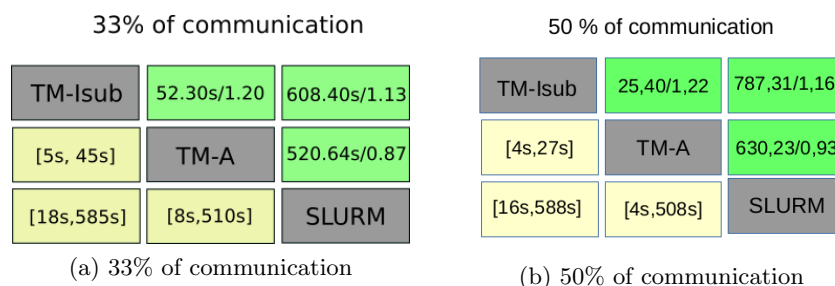 33% of communication
TM-Isub 52.30s/1.20 608.40s/1.13
[5s, 45s] TM-A 520.64s/0.87
[18s,585s] [8s,510s] SLURM
(a) 33% of communication
50 % of communication
TM-Isub 25,40/1,22 787,31/1,16
[4s,27s] TM-A 630,23/0,93
[16s,588s] [4s,508s] SLURM
(b) 50% of communication